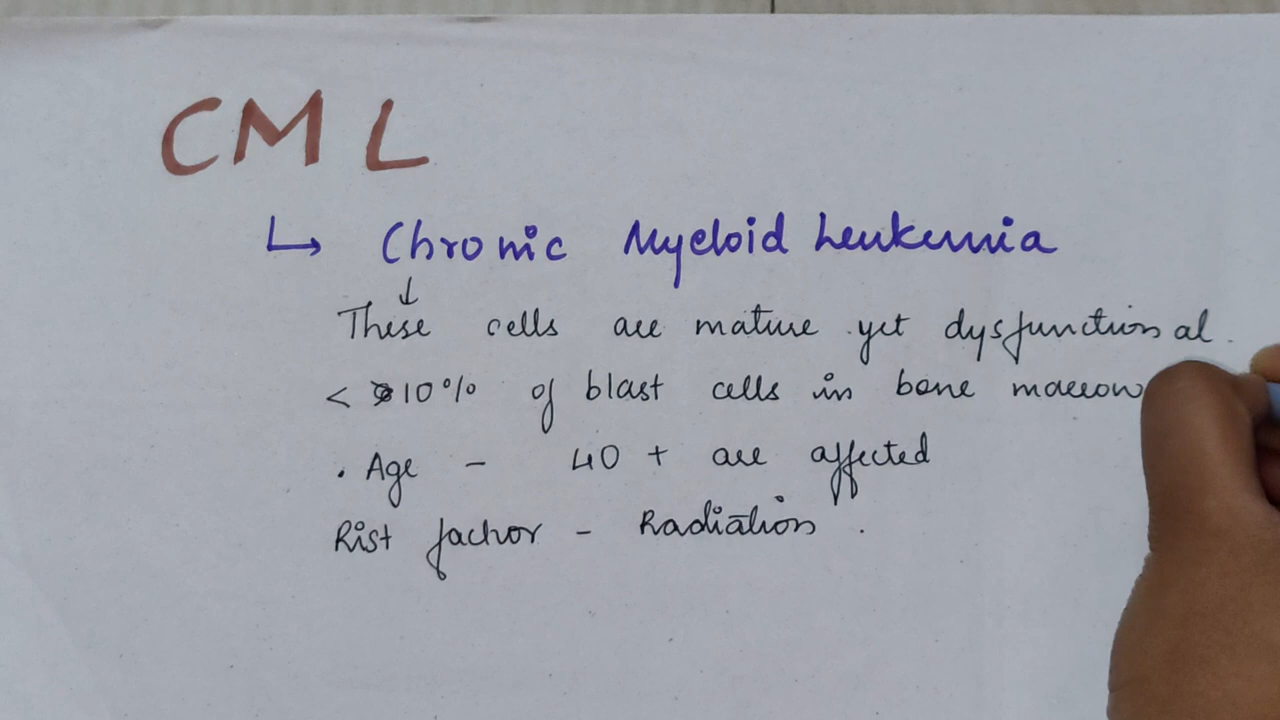 CML
↳ Chronic Myeloid Leukemia
↓
These cells are mature yet dysfunctional.
< 10% of blast cells in bone marrow
. Age - 40 + are affected
Rist factor - Radiation .